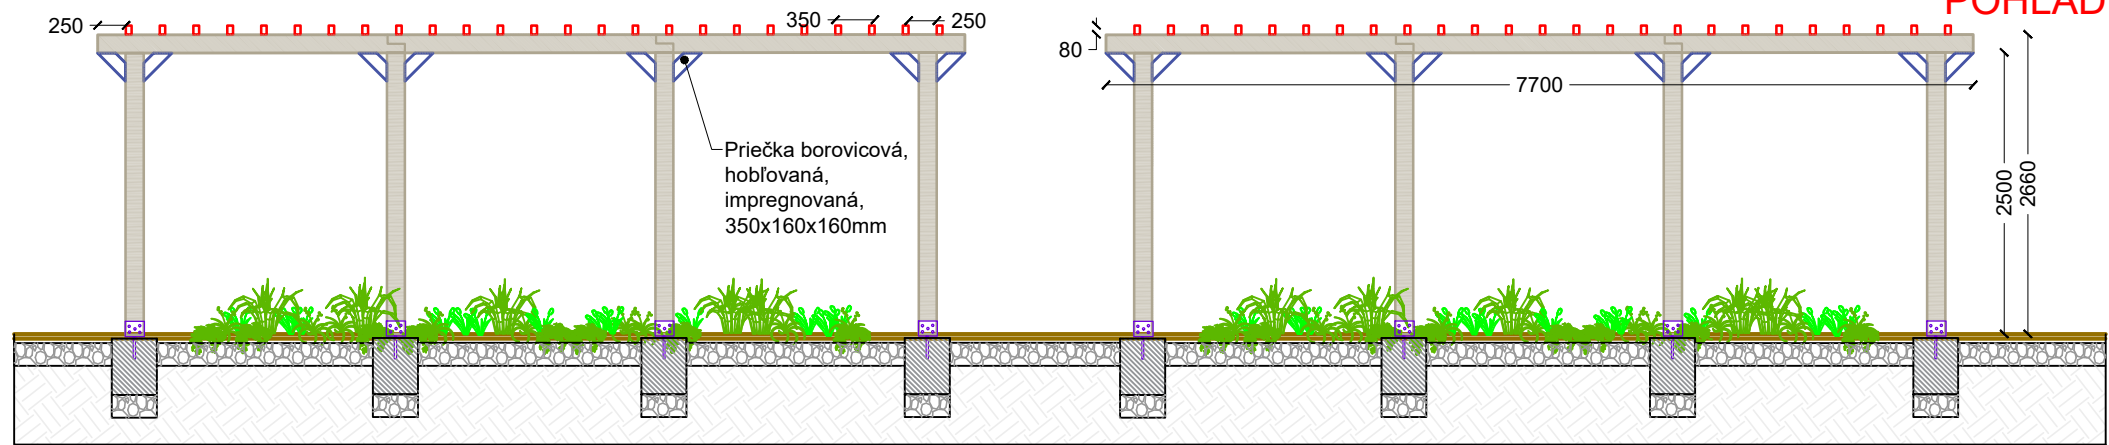 POHĽAD
250
350
250
80
7700
2500
2660
Priečka borovicová,
hobľovaná,
impregnovaná,
350x160x160mm